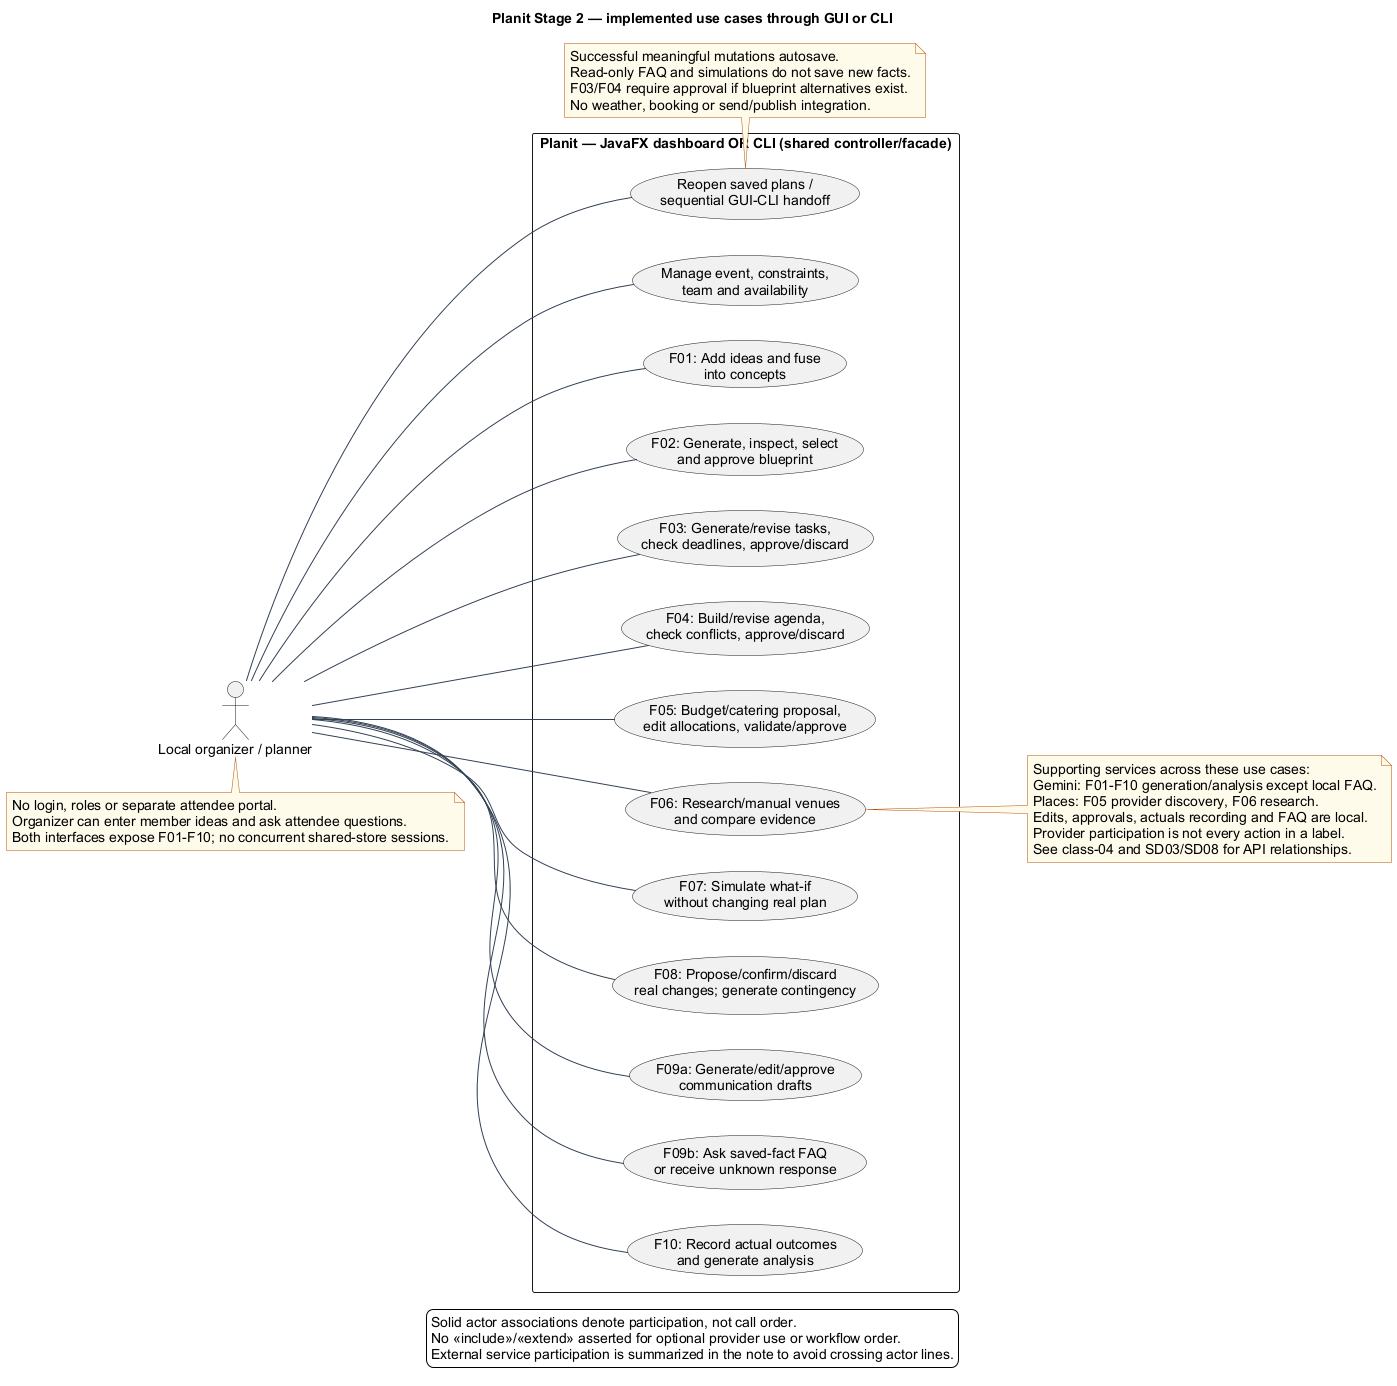 Planit Stage 2 — implemented use cases through GUI or CLI
Successful meaningful mutations autosave.
Read-only FAQ and simulations do not save new facts.
F03/F04 require approval if blueprint alternatives exist.
No weather, booking or send/publish integration.
Planit — JavaFX dashboard OR CLI (shared controller/facade)
Reopen saved plans /
sequential GUI-CLI handoff
Manage event, constraints,
team and availability
F01: Add ideas and fuse
into concepts
F02: Generate, inspect, select
and approve blueprint
F03: Generate/revise tasks,
check deadlines, approve/discard
F04: Build/revise agenda,
check conflicts, approve/discard
F05: Budget/catering proposal,
edit allocations, validate/approve
Local organizer / planner
No login, roles or separate attendee portal.
Organizer can enter member ideas and ask attendee questions.
Both interfaces expose F01-F10; no concurrent shared-store sessions.
F06: Research/manual venues
and compare evidence
Supporting services across these use cases:
Gemini: F01-F10 generation/analysis except local FAQ.
Places: F05 provider discovery, F06 research.
Edits, approvals, actuals recording and FAQ are local.
Provider participation is not every action in a label.
See class-04 and SD03/SD08 for API relationships.
F07: Simulate what-if
without changing real plan
F08: Propose/confirm/discard
real changes; generate contingency
F09a: Generate/edit/approve
communication drafts
F09b: Ask saved-fact FAQ
or receive unknown response
F10: Record actual outcomes
and generate analysis
Solid actor associations denote participation, not call order.
No «include»/«extend» asserted for optional provider use or workflow order.
External service participation is summarized in the note to avoid crossing actor lines.